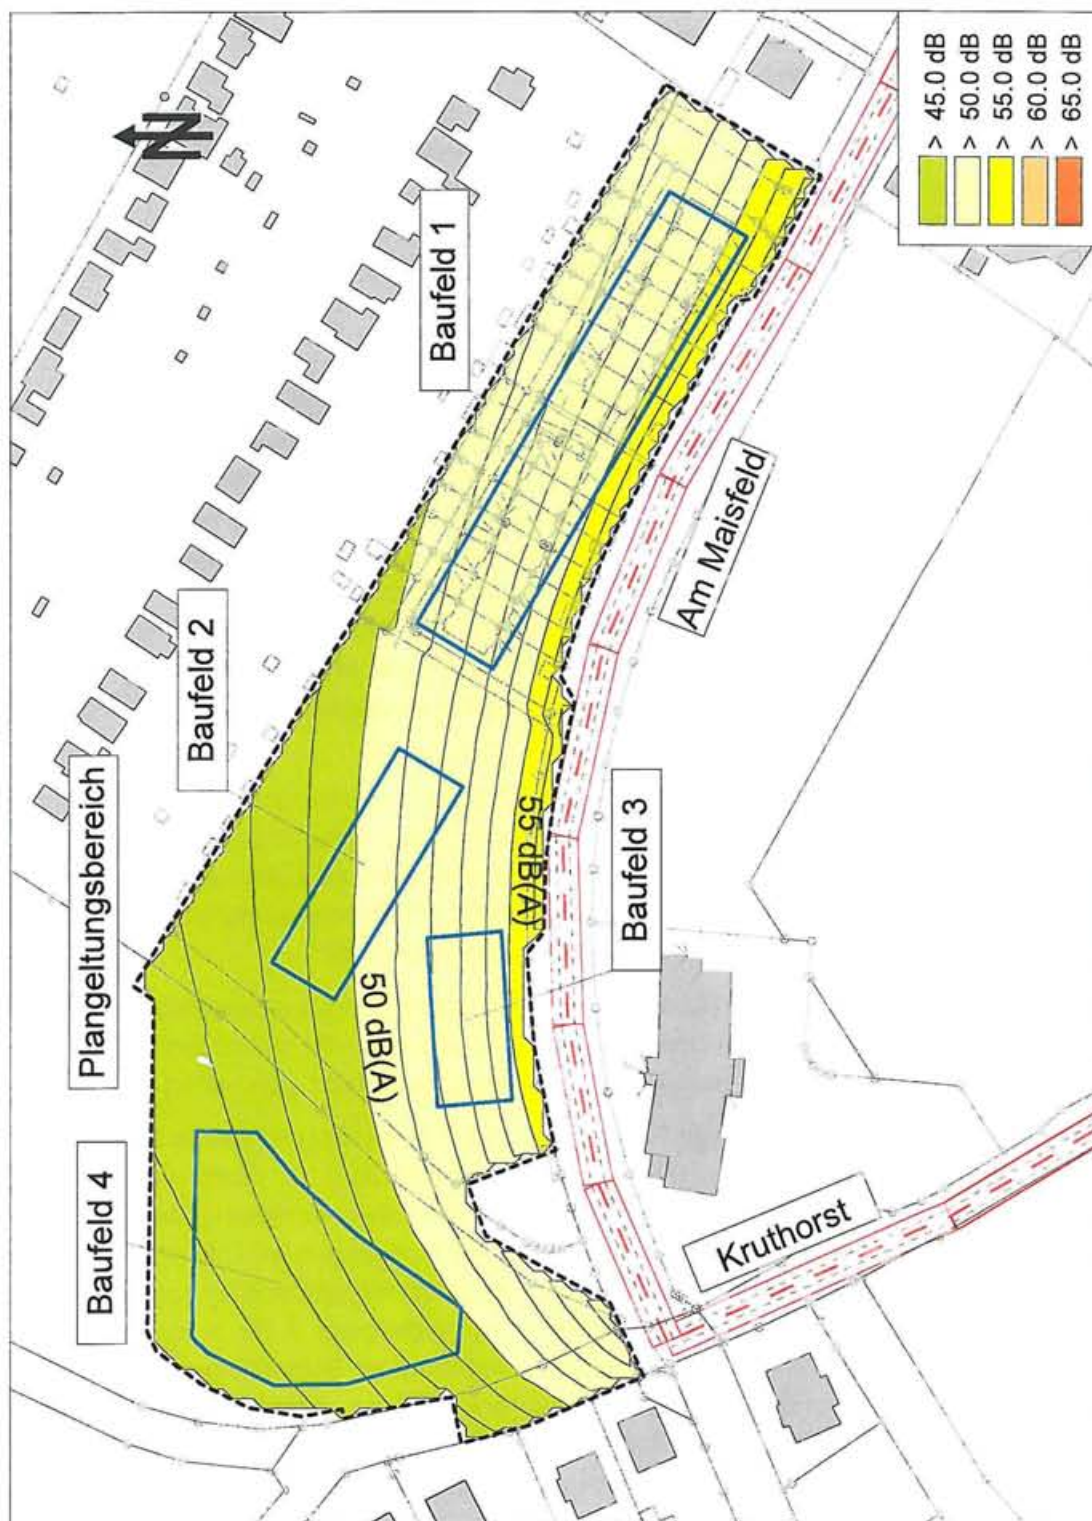 Plangeltungsbereich
Baufeld 4
Baufeld 2
Baufeld 1
50 dB(A)
55 dB(A)
Baufeld 3
Am Maisfeld
Kruthorst
N
> 45.0 dB
> 50.0 dB
> 55.0 dB
> 60.0 dB
> 65.0 dB